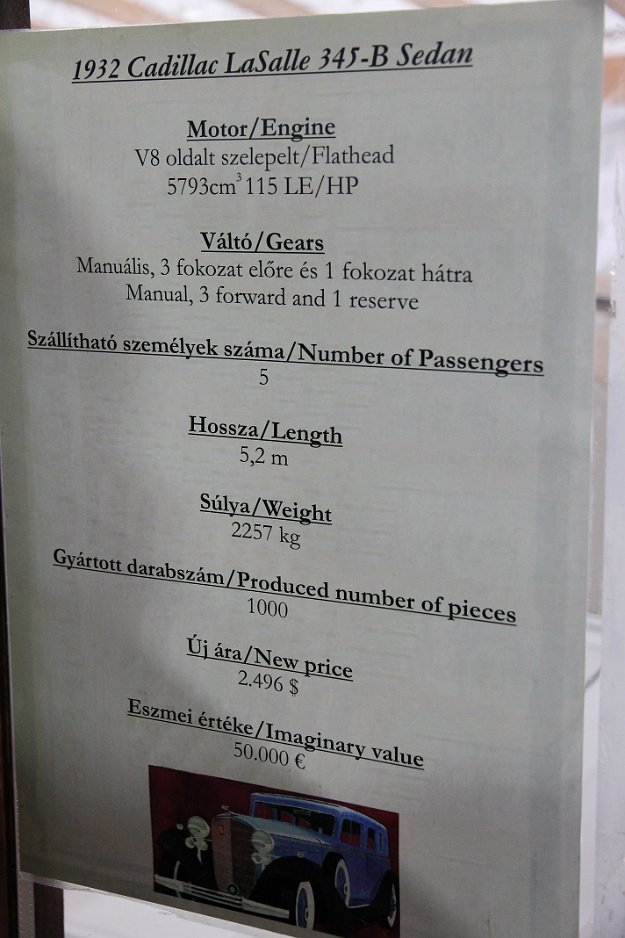 1932 Cadillac LaSalle 345-B Sedan
Motor/Engine
V8 oldalt szelepelt/Flathead
5793cm³ 115 LE/HP
Váltó/Gears
Manuális, 3 fokozat előre és 1 fokozat hátra
Manual, 3 forward and 1 reserve
Szállítható személyek száma/Number of Passengers
5
Hossza/Length
5,2 m
Súlya/Weight
2257 kg
Gyártott darabszám/Produced number of pieces
1000
Új ára/New price
2.496 $
Eszmei értéke/Imaginary value
50.000 €